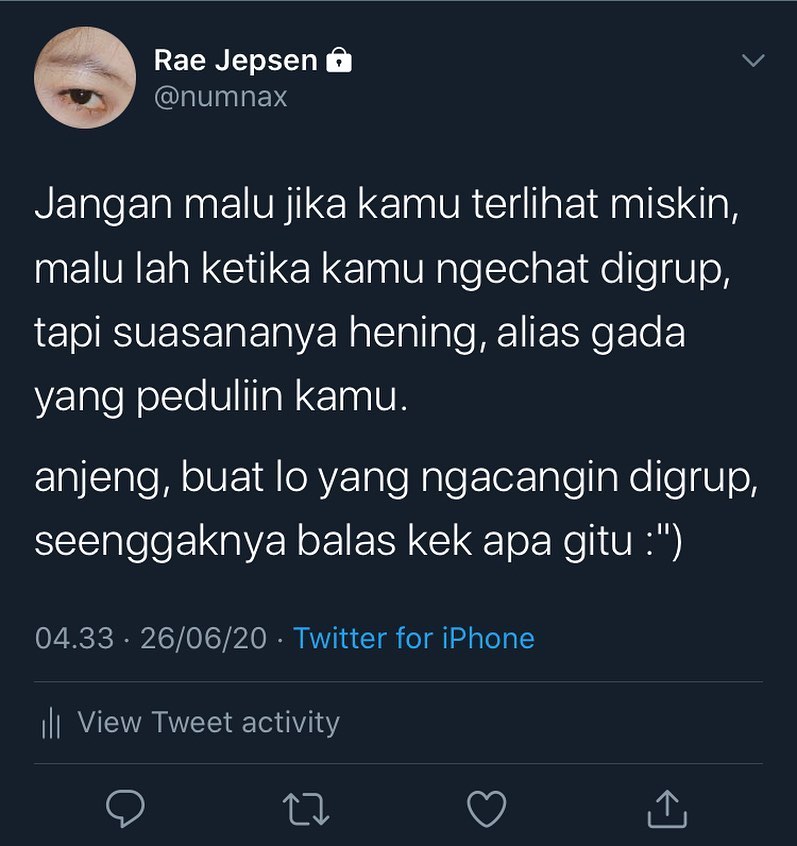 Rae Jepsen
@numnax
Jangan malu jika kamu terlihat miskin,
malu lah ketika kamu ngechat digrup,
tapi suasananya hening, alias gada
yang peduliin kamu.
anjeng, buat lo yang ngacangin digrup,
seenggaknya balas kek apa gitu :")
04.33 · 26/06/20 · Twitter for iPhone
View Tweet activity